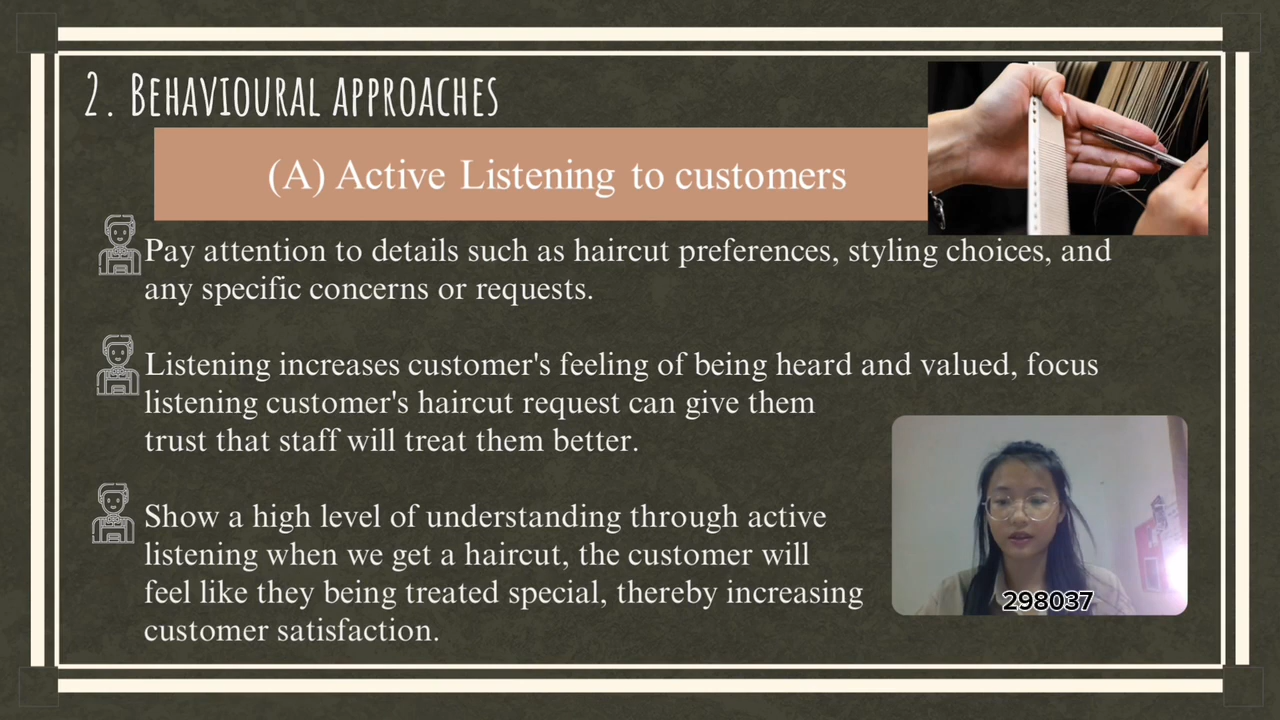 2. Behavioural approaches
(A) Active Listening to customers
Pay attention to details such as haircut preferences, styling choices, and
any specific concerns or requests.
Listening increases customer's feeling of being heard and valued, focus
listening customer's haircut request can give them
trust that staff will treat them better.
Show a high level of understanding through active
listening when we get a haircut, the customer will
feel like they being treated special, thereby increasing
customer satisfaction.
298037